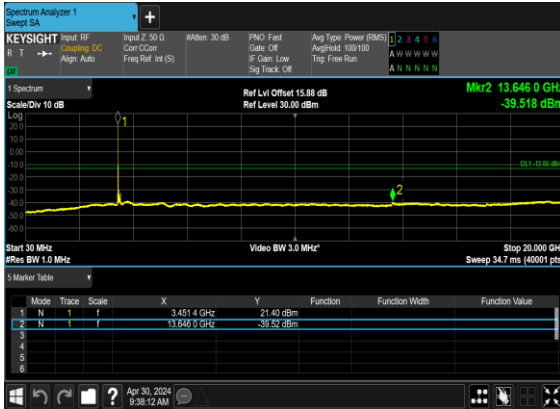 Spectrum Analyzer 1
Swept SA
+
KEYSIGHT
R T
LV
Input: RF
Coupling: DC
Align: Auto
Input Z: 50 Ω
Corr CCorr
Freq Ref: Int (S)
#Atten: 30 dB
PNO: Fast
Gate: Off
IF Gain: Low
Sig Track: Off
Avg Type: Power (RMS)
Avg|Hold: 100/100
Trig: Free Run
1 2 3 4 5 6
A W W W W W
A N N N N N
1 Spectrum
Scale/Div 10 dB
Log
Ref Lvl Offset 15.88 dB
Ref Level 30.00 dBm
Mkr2 13.646 0 GHz
-39.518 dBm
20.0
10.0
0.00
-10.0
-20.0
-30.0
-40.0
-50.0
-60.0
1
2
DL1 -13.00 dBm
Start 30 MHz
#Res BW 1.0 MHz
Video BW 3.0 MHz*
Stop 20.000 GHz
Sweep 34.7 ms (40001 pts)
5 Marker Table
Mode Trace Scale X Y Function Function Width Function Value
1 N 1 f 3.451 4 GHz 21.40 dBm
2 N 1 f 13.646 0 GHz -39.52 dBm
3
4
5
6
?
Apr 30, 2024
9:38:12 AM